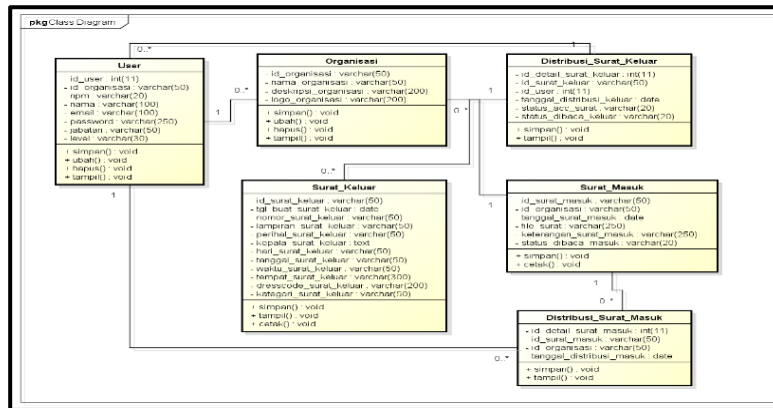 pkg Class Diagram
0..*
1
User
id_user : int(11)
- id_organisasi : varchar(50)
npm : varchar(20)
- nama : varchar(100)
- email : varchar(100)
- password : varchar(250)
- jabatan : varchar(50)
- level : varchar(30)
+ simpan() : void
+ ubah() : void
+ hapus() : void
+ tampil() : void
0..*
1
1
Organisasi
- id_organisasi : varchar(50)
- nama_organisasi : varchar(50)
- deskripsi_organisasi : varchar(200)
- logo_organisasi : varchar(200)
+ simpan() : void
+ ubah() : void
+ hapus() : void
+ tampil() : void
1
0..*
Distribusi_Surat_Keluar
- id_detail_surat_keluar : int(11)
- id_surat_keluar : varchar(50)
- id_user : int(11)
- tanggal_distribusi_keluar : date
- status_acc_surat : varchar(20)
- status_dibaca_keluar : varchar(20)
+ simpan() : void
+ tampil() : void
0..*
Surat_Keluar
id_surat_keluar : varchar(50)
- tgl_buat_surat_keluar : date
nomor_surat_keluar : varchar(50)
- lampiran_surat_keluar : varchar(50)
- perihal_surat_keluar : varchar(50)
- kepala_surat_keluar : text
- hari_surat_keluar : varchar(50)
- tanggal_surat_keluar : varchar(50)
- waktu_surat_keluar : varchar(50)
- tempat_surat_keluar : varchar(300)
- dresscode_surat_keluar : varchar(200)
- kategori_surat_keluar : varchar(50)
+ simpan() : void
+ tampil() : void
+ cetak() : void
1
Surat_Masuk
id_surat_masuk : varchar(50)
- id_organisasi : varchar(50)
tanggal_surat_masuk : date
- file_surat : varchar(250)
- keterangan_surat_masuk : varchar(250)
- status_dibaca_masuk : varchar(20)
+ simpan() : void
+ cetak() : void
1
0..*
Distribusi_Surat_Masuk
- id_detail_surat_masuk : int(11)
id_surat_masuk : varchar(50)
- id_organisasi : varchar(50)
tanggal_distribusi_masuk : date
+ simpan() : void
+ tampil() : void
0..*